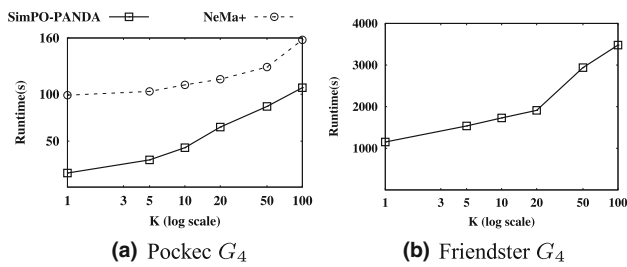 SimPO-PANDA NeMa+
160
100
50
Runtime(s)
1 3 5 10 20 50 100
K (log scale)
(a) Pockec G4
4000
3000
2000
1000
Runtime(s)
1 3 5 10 20 50 100
K (log scale)
(b) Friendster G4